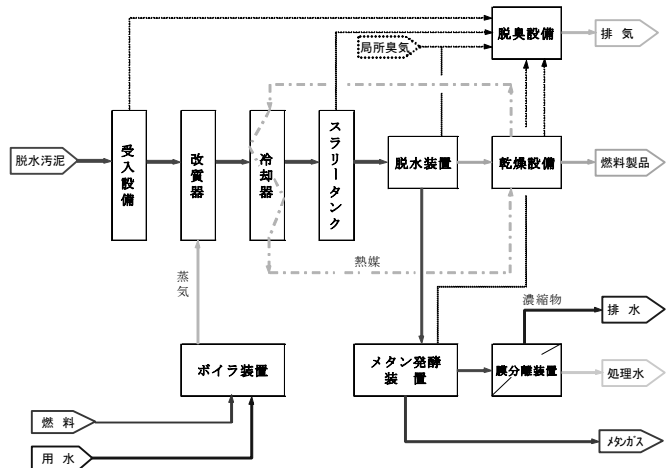 脱臭設備
排 気
局所臭気
脱水汚泥
受入設備
改質器
冷却器
スラリータンク
脱水装置
乾燥設備
燃料製品
熱媒
蒸気
濃縮物
排 水
ボイラ装置
メタン発酵
装 置
膜分離装置
処理水
燃 料
用 水
メタンガス